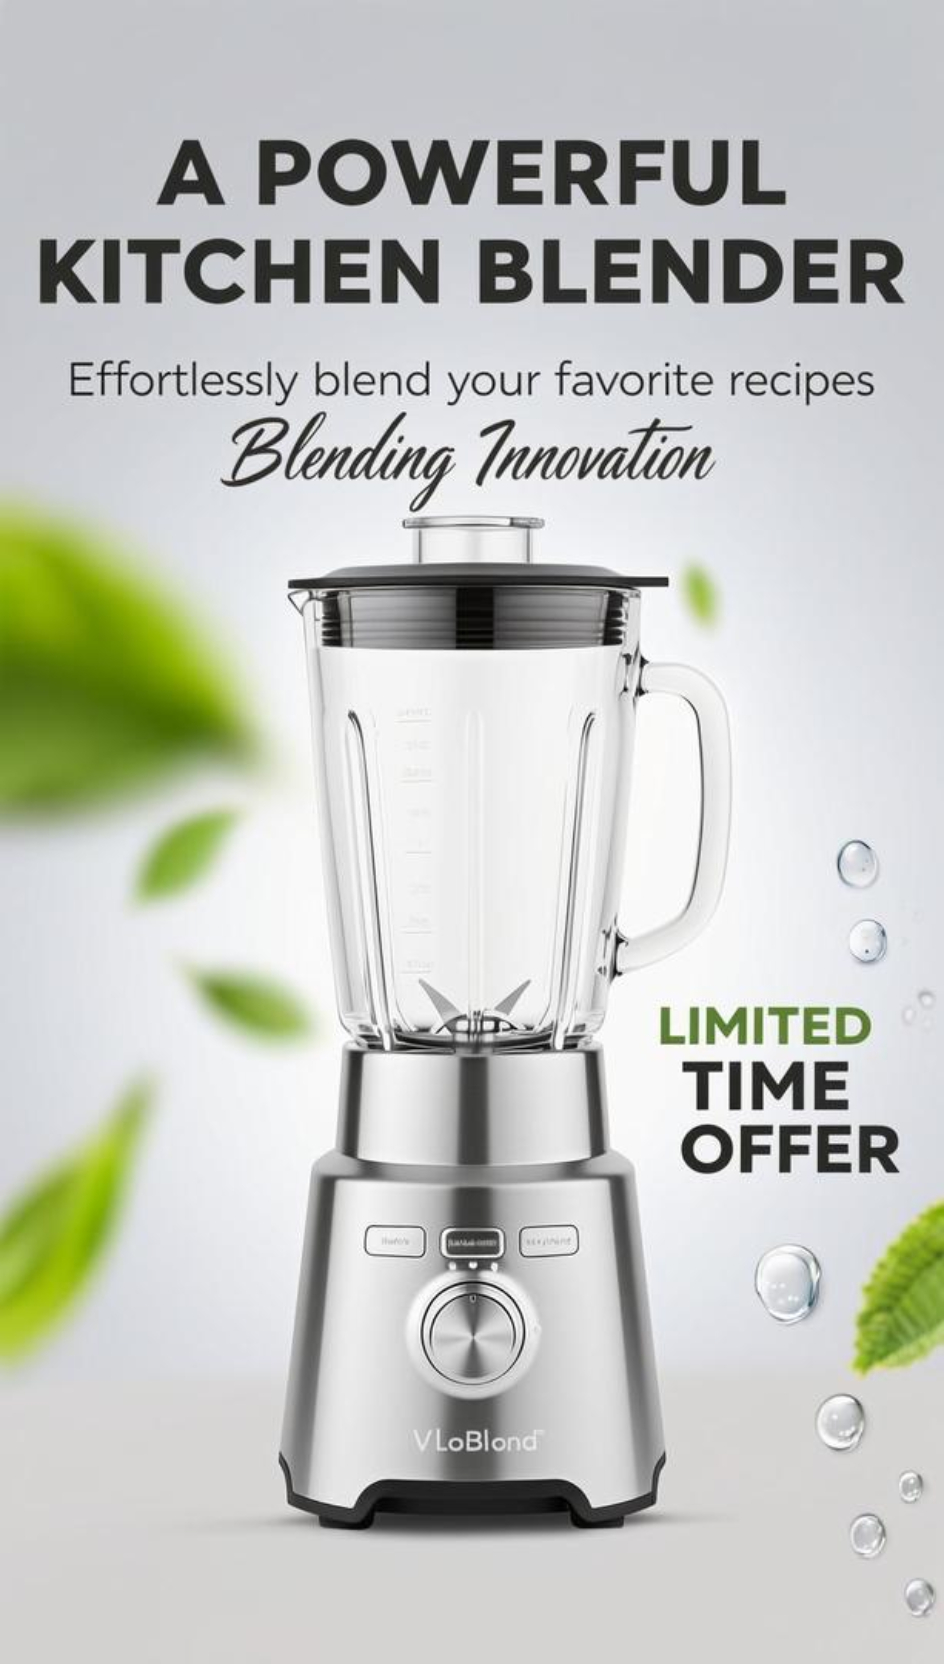 A POWERFUL
KITCHEN BLENDER
Effortlessly blend your favorite recipes
Blending Innovation
LIMITED
TIME
OFFER
VLoBlond